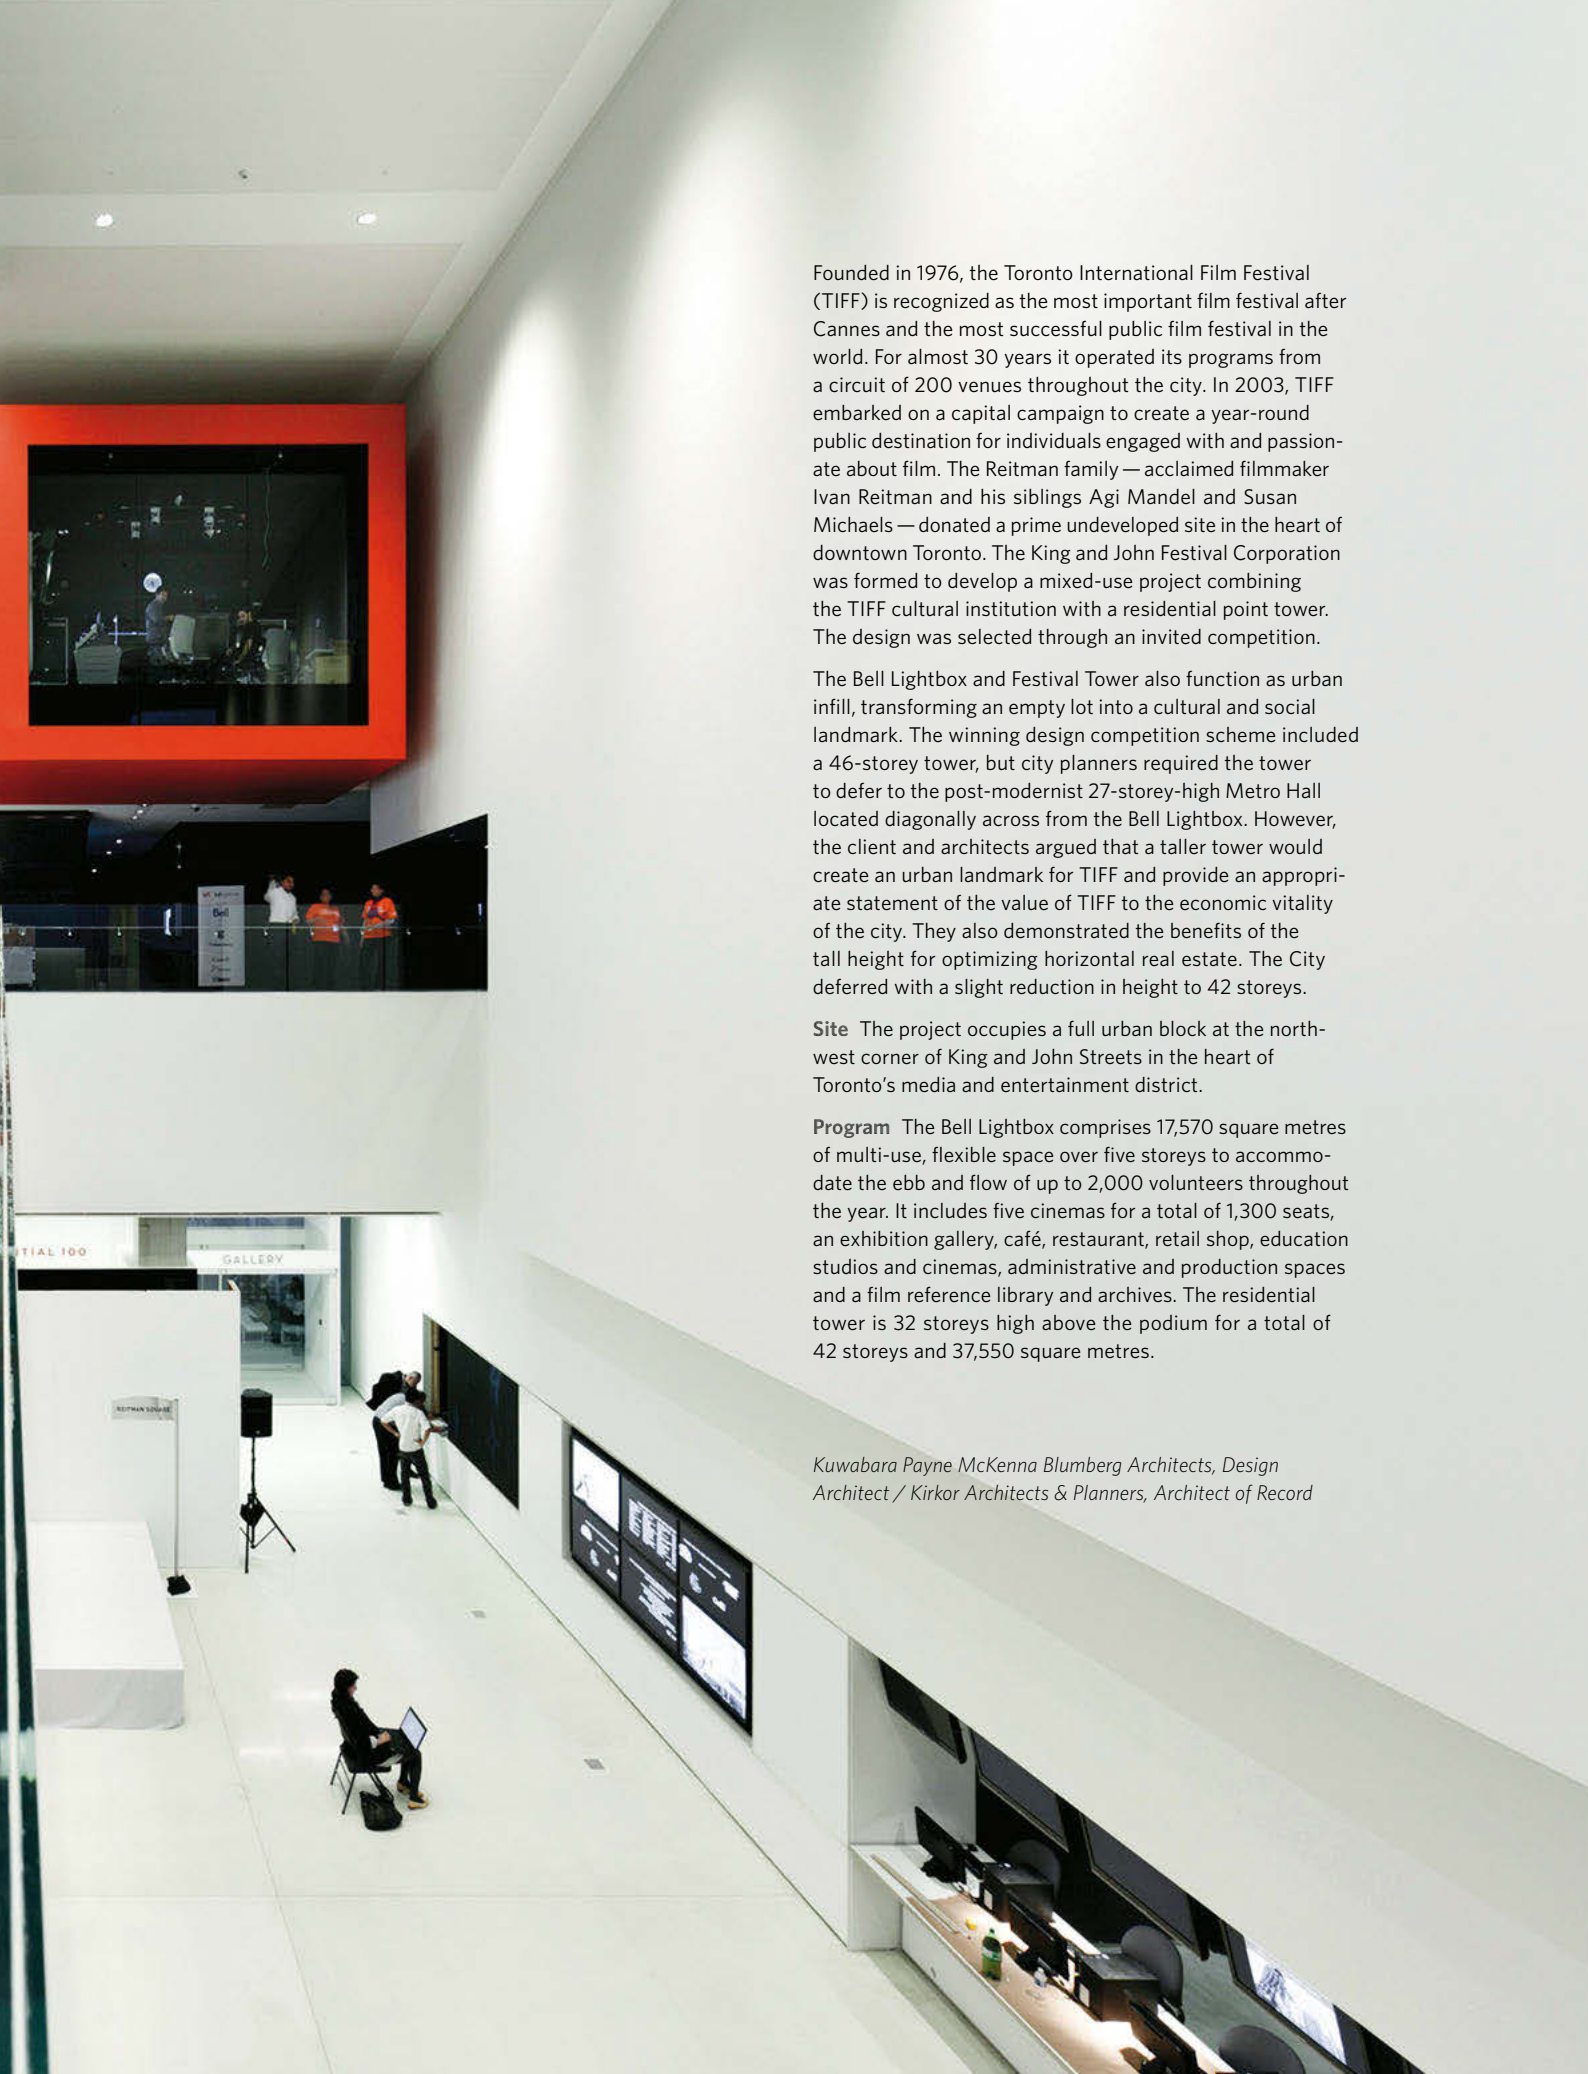 Founded in 1976, the Toronto International Film Festival
(TIFF) is recognized as the most important film festival after
Cannes and the most successful public film festival in the
world. For almost 30 years it operated its programs from
a circuit of 200 venues throughout the city. In 2003, TIFF
embarked on a capital campaign to create a year-round
public destination for individuals engaged with and passion-
ate about film. The Reitman family — acclaimed filmmaker
Ivan Reitman and his siblings Agi Mandel and Susan
Michaels — donated a prime undeveloped site in the heart of
downtown Toronto. The King and John Festival Corporation
was formed to develop a mixed-use project combining
the TIFF cultural institution with a residential point tower.
The design was selected through an invited competition.
The Bell Lightbox and Festival Tower also function as urban
infill, transforming an empty lot into a cultural and social
landmark. The winning design competition scheme included
a 46-storey tower, but city planners required the tower
to defer to the post-modernist 27-storey-high Metro Hall
located diagonally across from the Bell Lightbox. However,
the client and architects argued that a taller tower would
create an urban landmark for TIFF and provide an appropri-
ate statement of the value of TIFF to the economic vitality
of the city. They also demonstrated the benefits of the
tall height for optimizing horizontal real estate. The City
deferred with a slight reduction in height to 42 storeys.
Site The project occupies a full urban block at the north-
west corner of King and John Streets in the heart of
Toronto's media and entertainment district.
Program The Bell Lightbox comprises 17,570 square metres
of multi-use, flexible space over five storeys to accommo-
date the ebb and flow of up to 2,000 volunteers throughout
the year. It includes five cinemas for a total of 1,300 seats,
an exhibition gallery, café, restaurant, retail shop, education
studios and cinemas, administrative and production spaces
and a film reference library and archives. The residential
tower is 32 storeys high above the podium for a total of
42 storeys and 37,550 square metres.
Kuwabara Payne McKenna Blumberg Architects, Design
Architect / Kirkor Architects & Planners, Architect of Record
Bell
TIAL 100
GALLERY
REITMAN SQUARE